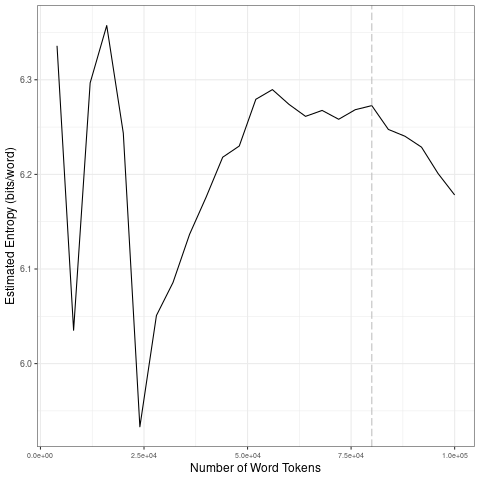 Estimated Entropy (bits/word)
6.3
6.2
6.1
6.0
0.0e+00 2.5e+04 5.0e+04 7.5e+04 1.0e+05
Number of Word Tokens